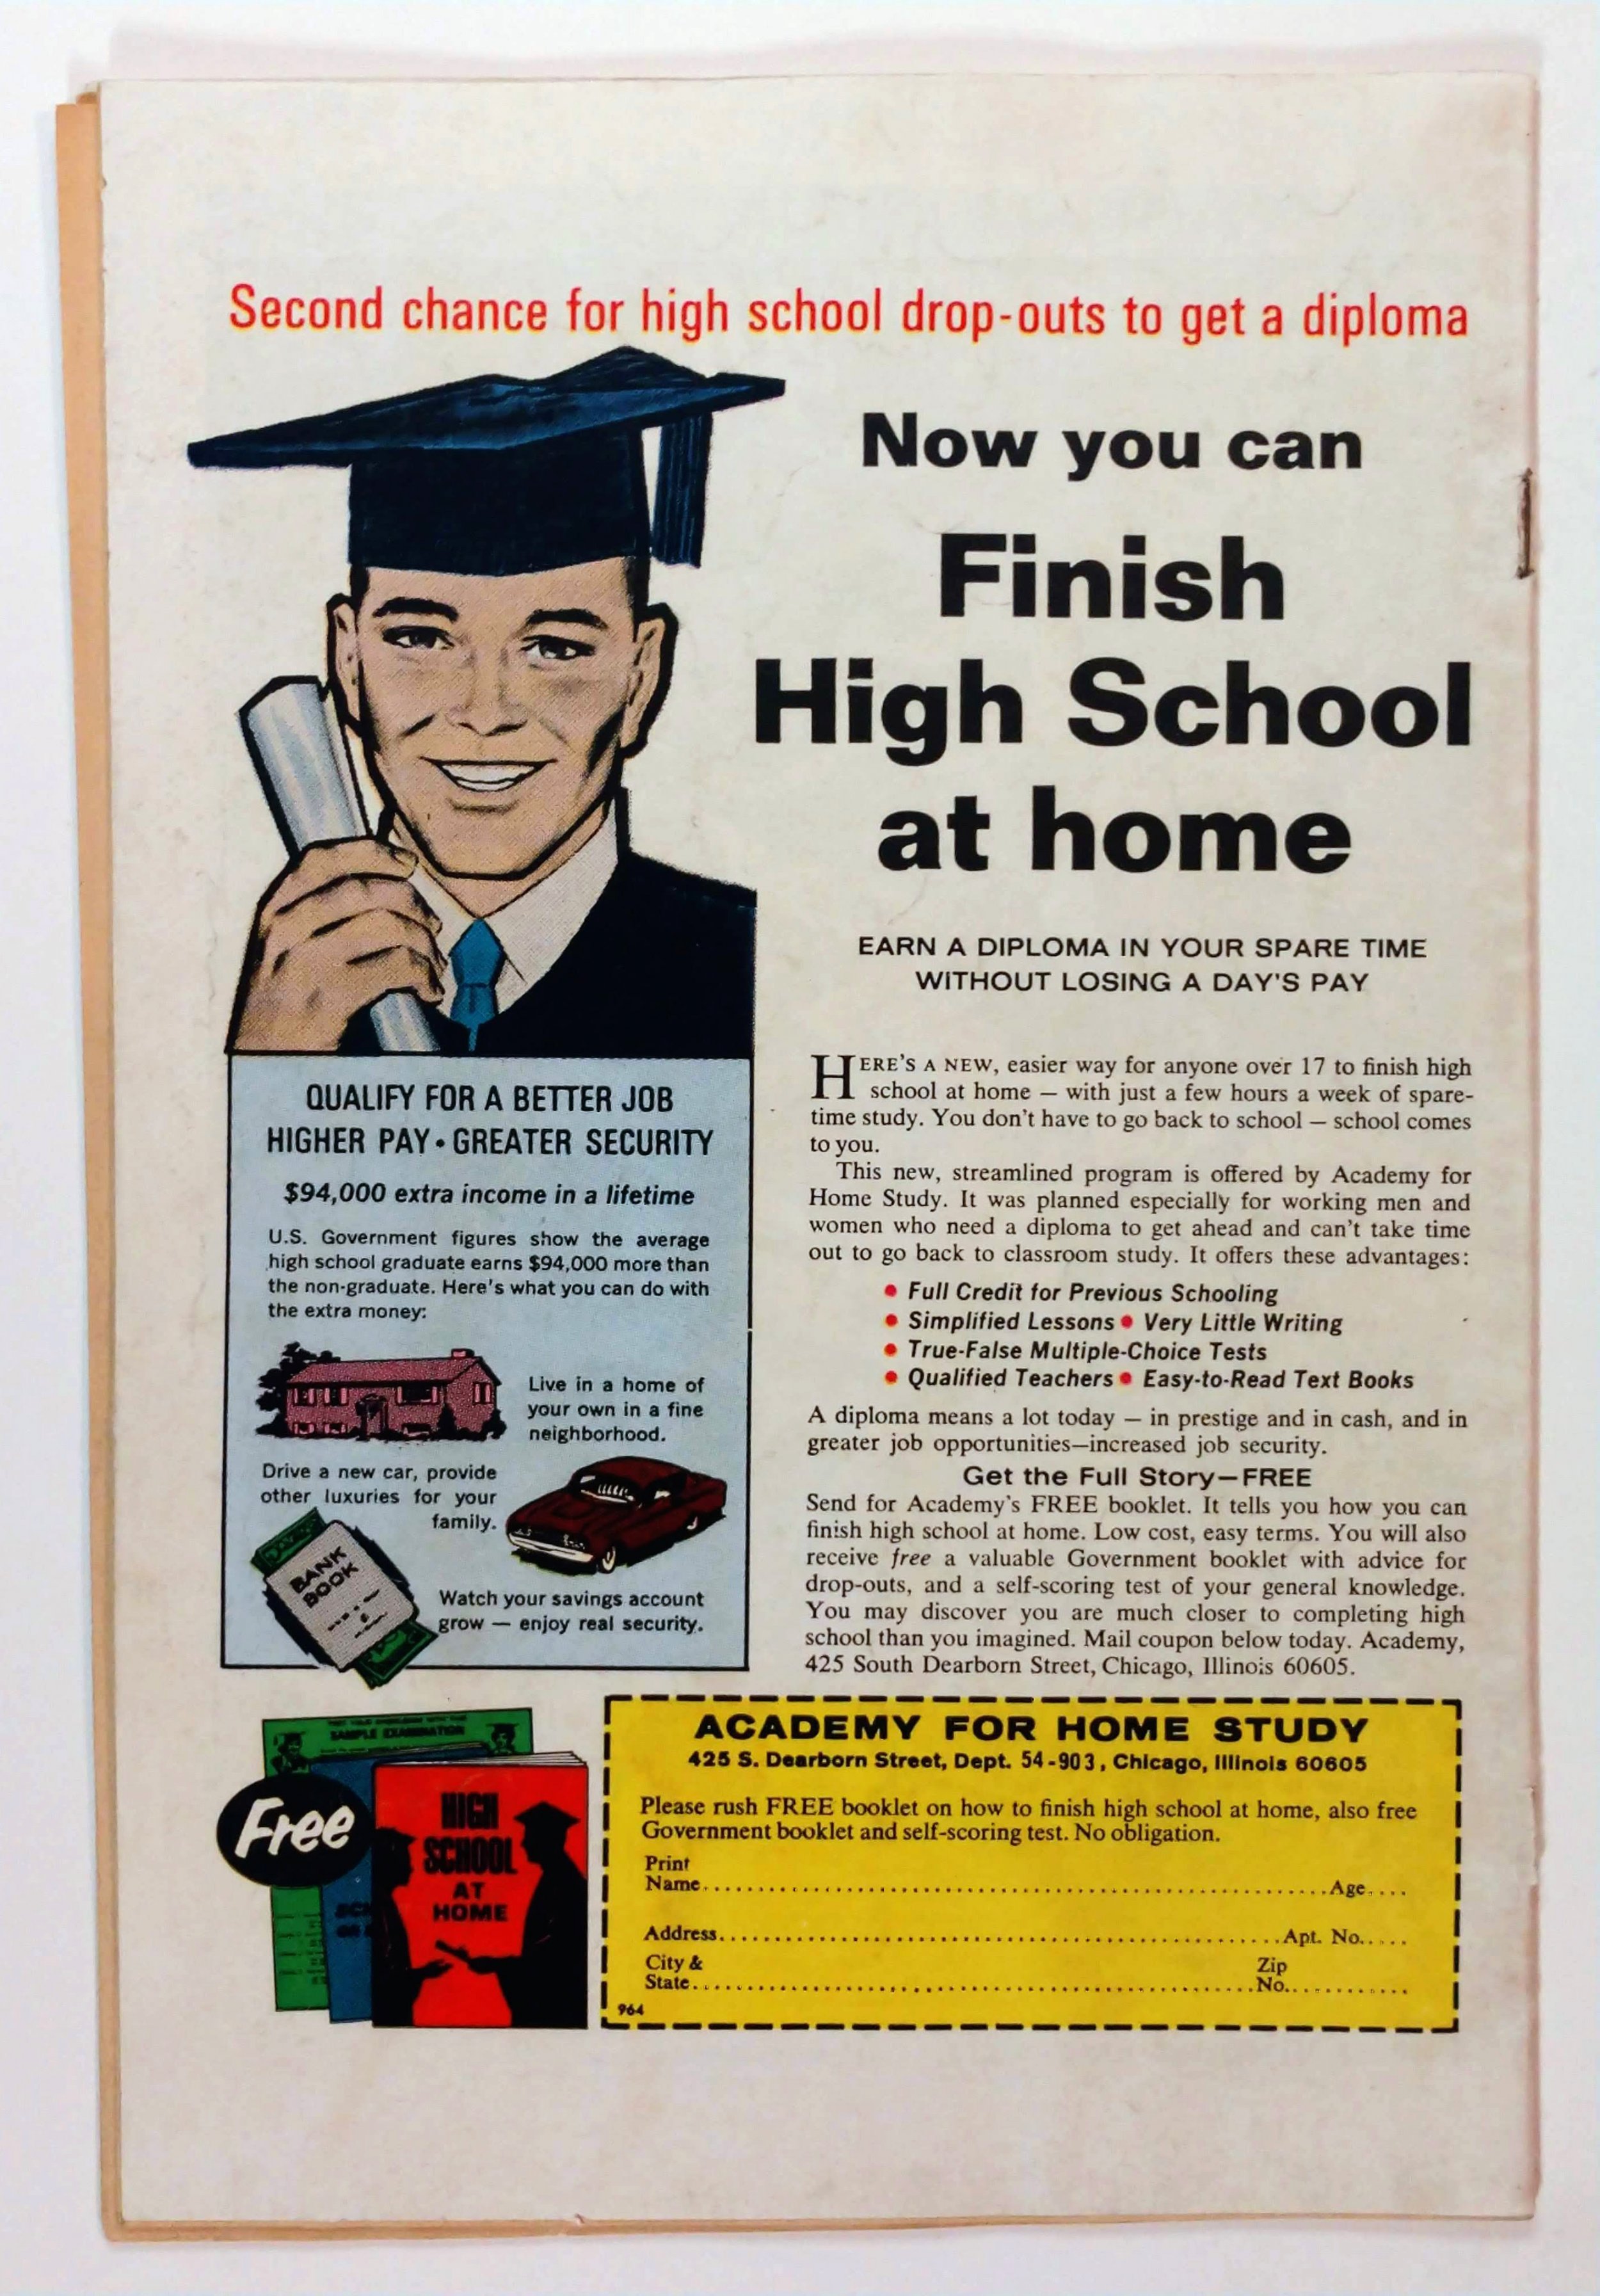 Second chance for high school drop-outs to get a diploma
Now you can
Finish
High School
at home
EARN A DIPLOMA IN YOUR SPARE TIME
WITHOUT LOSING A DAY'S PAY
HERE'S A NEW, easier way for anyone over 17 to finish high
school at home — with just a few hours a week of spare-
time study. You don't have to go back to school — school comes
to you.
This new, streamlined program is offered by Academy for
Home Study. It was planned especially for working men and
women who need a diploma to get ahead and can't take time
out to go back to classroom study. It offers these advantages:
• Full Credit for Previous Schooling
• Simplified Lessons • Very Little Writing
• True-False Multiple-Choice Tests
• Qualified Teachers • Easy-to-Read Text Books
A diploma means a lot today — in prestige and in cash, and in
greater job opportunities—increased job security.
Get the Full Story—FREE
Send for Academy's FREE booklet. It tells you how you can
finish high school at home. Low cost, easy terms. You will also
receive free a valuable Government booklet with advice for
drop-outs, and a self-scoring test of your general knowledge.
You may discover you are much closer to completing high
school than you imagined. Mail coupon below today. Academy,
425 South Dearborn Street, Chicago, Illinois 60605.
QUALIFY FOR A BETTER JOB
HIGHER PAY • GREATER SECURITY
$94,000 extra income in a lifetime
U.S. Government figures show the average
high school graduate earns $94,000 more than
the non-graduate. Here's what you can do with
the extra money:
Live in a home of
your own in a fine
neighborhood.
Drive a new car, provide
other luxuries for your
family.
BANK
BOOK
Watch your savings account
grow — enjoy real security.
SAMPLE EXAMINATION
Free
HIGH
SCHOOL
AT
HOME
ACADEMY FOR HOME STUDY
425 S. Dearborn Street, Dept. 54-903, Chicago, Illinois 60605
Please rush FREE booklet on how to finish high school at home, also free
Government booklet and self-scoring test. No obligation.
Print
Name.....Age....
Address.....Apt. No.....
City & Zip
State.....No.....
964